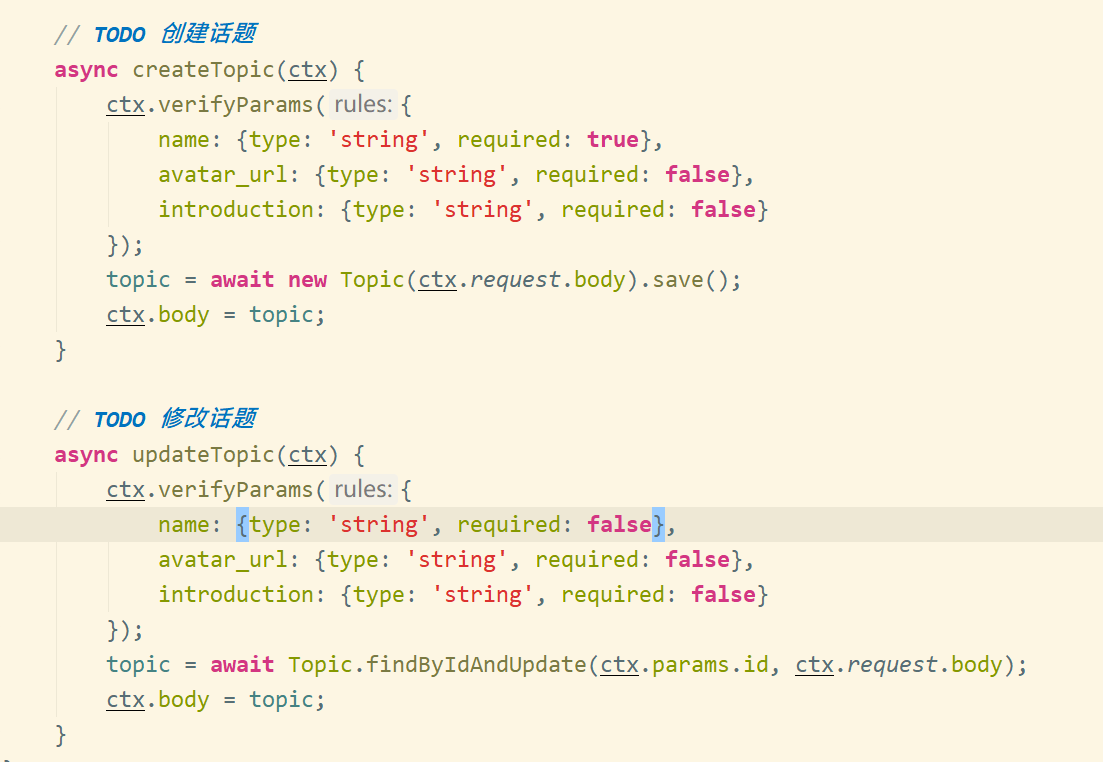 // TODO 创建话题
async createTopic(ctx) {
ctx.verifyParams( rules: {
name: {type: 'string', required: true},
avatar_url: {type: 'string', required: false},
introduction: {type: 'string', required: false}
});
topic = await new Topic(ctx.request.body).save();
ctx.body = topic;
}
// TODO 修改话题
async updateTopic(ctx) {
ctx.verifyParams( rules: {
name: {type: 'string', required: false},
avatar_url: {type: 'string', required: false},
introduction: {type: 'string', required: false}
});
topic = await Topic.findByIdAndUpdate(ctx.params.id, ctx.request.body);
ctx.body = topic;
}